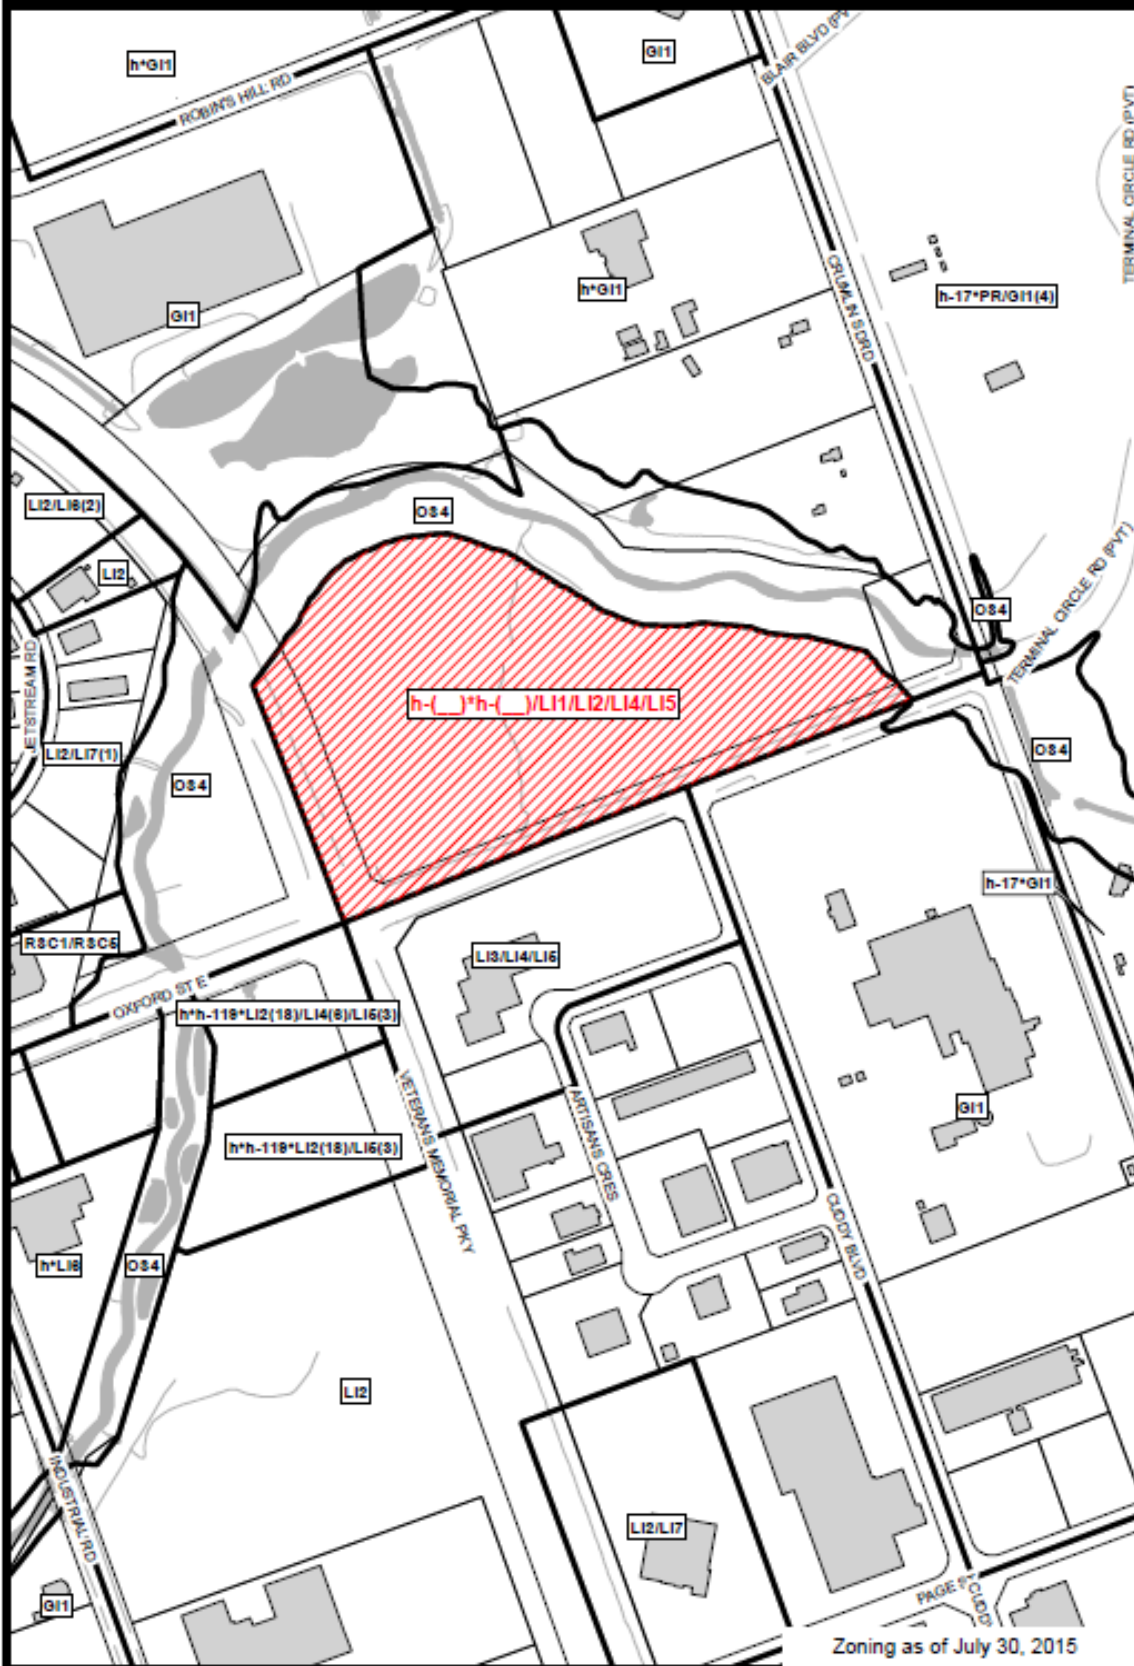 h*GI1
GI1
BLAIR BLVD (PV
ROBIN'S HILL RD
TERMINAL CIRCLE RD (PVT)
CRUMLIN SDRD
h*GI1
h-17*PR/GI1(4)
GI1
LI2/LI6(2)
OS4
LI2
OS4
TERMINAL CIRCLE RD (PVT)
JETSTREAM RD
h-(__)*h-(__)/LI1/LI2/LI4/LI5
LI2/LI7(1)
OS4
OS4
h-17*GI1
RSC1/RSC5
LI3/LI4/LI5
OXFORD ST E
h*h-119*LI2(18)/LI4(6)/LI5(3)
VETERANS MEMORIAL PKY
ARTISANS CRES
GI1
h*h-119*LI2(18)/LI5(3)
CUDDY BLVD
h*LI6
OS4
LI2
INDUSTRIAL RD
LI2/LI7
GI1
PAGE
CUDD
Zoning as of July 30, 2015